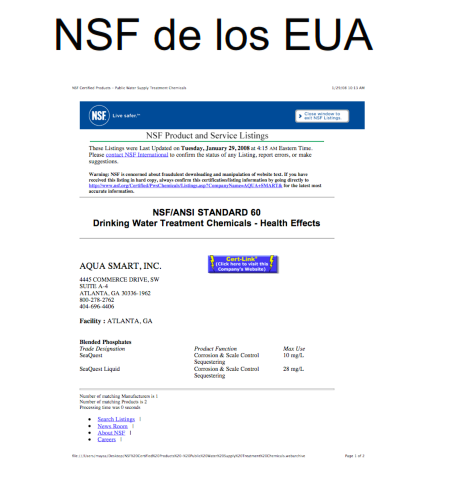 NSF de los EUA
NSF Certified Products - Public Water Supply Treatment Chemicals
1/29/08 10:13 AM
NSF
Live safer.™
Close window to
exit NSF Listings
NSF Product and Service Listings
These Listings were Last Updated on Tuesday, January 29, 2008 at 4:15 AM Eastern Time.
Please contact NSF International to confirm the status of any Listing, report errors, or make
suggestions.
Warning: NSF is concerned about fraudulent downloading and manipulation of website text. If you have
received this listing in hard copy, always confirm this certification/listing information by going directly to
http://www.nsf.org/Certified/PwsChemicals/Listings.asp?CompanyName=AQUA+SMART& for the latest most
accurate information.
NSF/ANSI STANDARD 60
Drinking Water Treatment Chemicals - Health Effects
AQUA SMART, INC.
4445 COMMERCE DRIVE, SW
SUITE A-4
ATLANTA, GA 30336-1962
800-278-2762
404-696-4406
Cert-Link
(Click here to visit this
Company's Website)
Facility : ATLANTA, GA
Blended Phosphates
Trade Designation Product Function Max Use
SeaQuest Corrosion & Scale Control 10 mg/L
Sequestering
SeaQuest Liquid Corrosion & Scale Control 28 mg/L
Sequestering
Number of matching Manufacturers is 1
Number of matching Products is 2
Processing time was 0 seconds
• Search Listings |
• News Room |
• About NSF |
• Careers |
Page 1 of 2